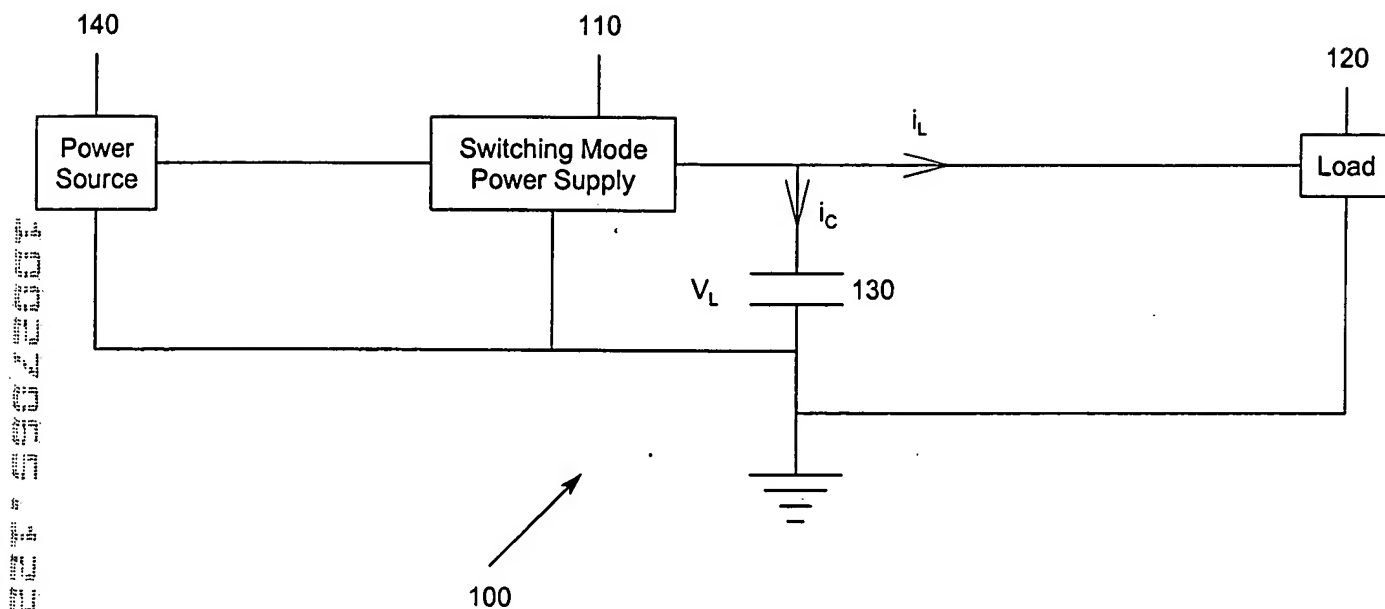 140
110
120
Power
Source
Switching Mode
Power Supply
i_L
Load
i_C
V_L
130
100